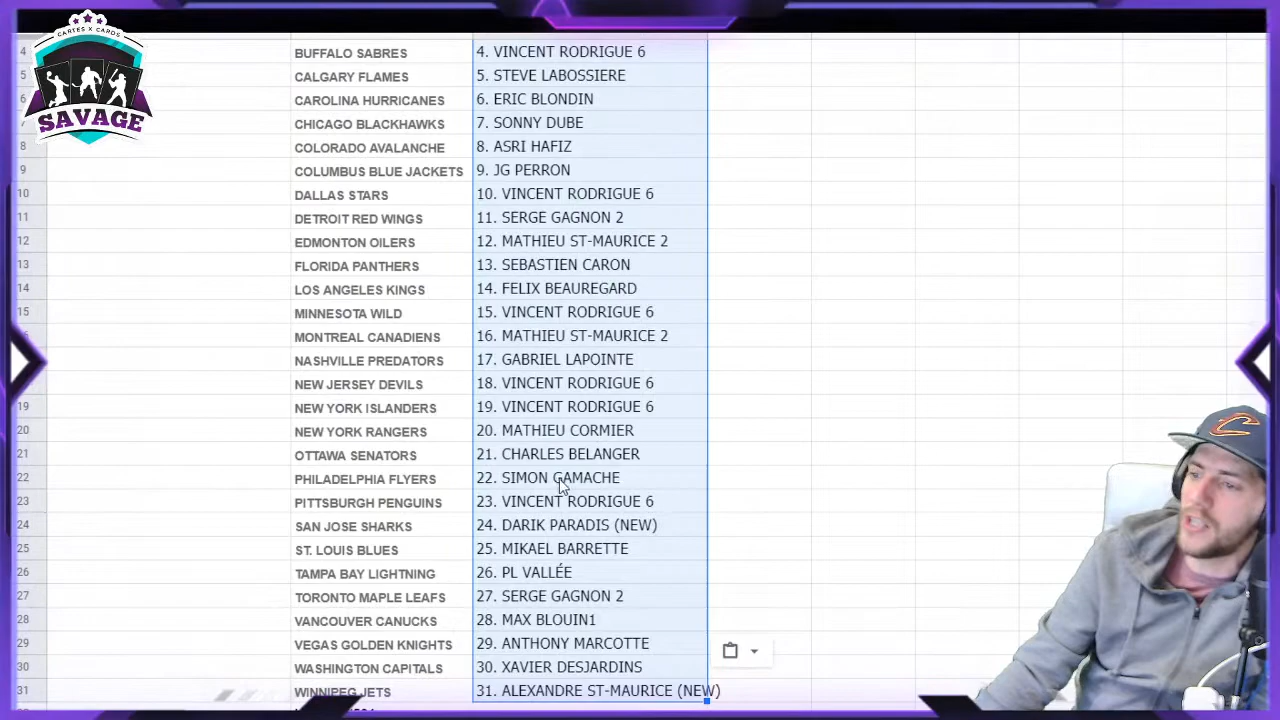 CARTES X CARDS
SAVAGE
4 BUFFALO SABRES 4. VINCENT RODRIGUE 6
5 CALGARY FLAMES 5. STEVE LABOSSIERE
6 CAROLINA HURRICANES 6. ERIC BLONDIN
7 CHICAGO BLACKHAWKS 7. SONNY DUBE
8 COLORADO AVALANCHE 8. ASRI HAFIZ
9 COLUMBUS BLUE JACKETS 9. JG PERRON
10 DALLAS STARS 10. VINCENT RODRIGUE 6
11 DETROIT RED WINGS 11. SERGE GAGNON 2
12 EDMONTON OILERS 12. MATHIEU ST-MAURICE 2
13 FLORIDA PANTHERS 13. SEBASTIEN CARON
14 LOS ANGELES KINGS 14. FELIX BEAUREGARD
15 MINNESOTA WILD 15. VINCENT RODRIGUE 6
MONTREAL CANADIENS 16. MATHIEU ST-MAURICE 2
NASHVILLE PREDATORS 17. GABRIEL LAPOINTE
NEW JERSEY DEVILS 18. VINCENT RODRIGUE 6
19 NEW YORK ISLANDERS 19. VINCENT RODRIGUE 6
20 NEW YORK RANGERS 20. MATHIEU CORMIER
21 OTTAWA SENATORS 21. CHARLES BELANGER
22 PHILADELPHIA FLYERS 22. SIMON GAMACHE
23 PITTSBURGH PENGUINS 23. VINCENT RODRIGUE 6
24 SAN JOSE SHARKS 24. DARIK PARADIS (NEW)
25 ST. LOUIS BLUES 25. MIKAEL BARRETTE
26 TAMPA BAY LIGHTNING 26. PL VALLÉE
27 TORONTO MAPLE LEAFS 27. SERGE GAGNON 2
28 VANCOUVER CANUCKS 28. MAX BLOUIN1
29 VEGAS GOLDEN KNIGHTS 29. ANTHONY MARCOTTE
30 WASHINGTON CAPITALS 30. XAVIER DESJARDINS
31 WINNIPEG JETS 31. ALEXANDRE ST-MAURICE (NEW)
C